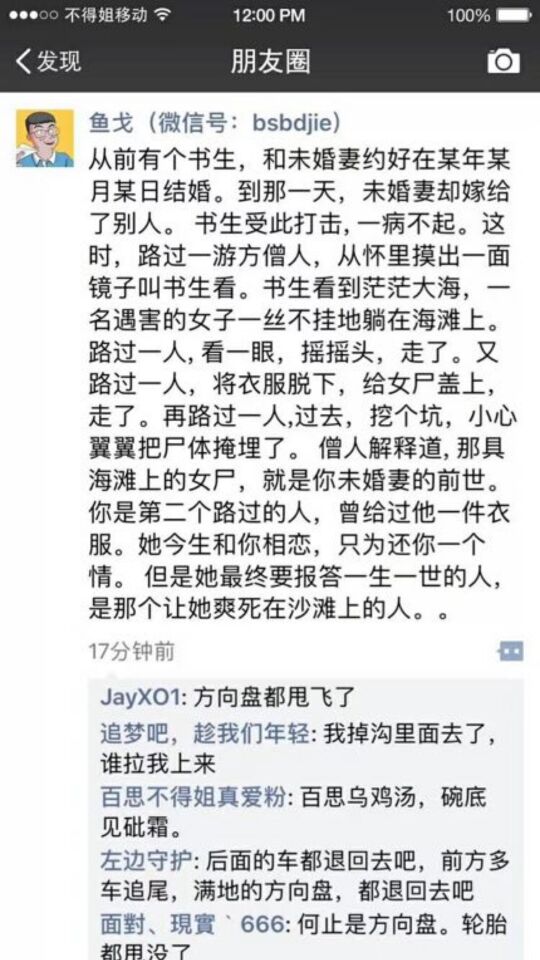 不得姐移动
12:00 PM
100%
发现
朋友圈
鱼戈（微信号：bsbdjie）
从前有个书生，和未婚妻约好在某年某
月某日结婚。到那一天，未婚妻却嫁给
了别人。 书生受此打击, 一病不起。这
时，路过一游方僧人，从怀里摸出一面
镜子叫书生看。书生看到茫茫大海，一
名遇害的女子一丝不挂地躺在海滩上。
路过一人, 看一眼，摇摇头，走了。又
路过一人，将衣服脱下，给女尸盖上，
走了。再路过一人,过去，挖个坑，小心
翼翼把尸体掩埋了。 僧人解释道, 那具
海滩上的女尸，就是你未婚妻的前世。
你是第二个路过的人，曾给过他一件衣
服。她今生和你相恋，只为还你一个
情。 但是她最终要报答一生一世的人，
是那个让她爽死在沙滩上的人。。
17分钟前
JayXO1: 方向盘都甩飞了
追梦吧，趁我们年轻: 我掉沟里面去了，
谁拉我上来
百思不得姐真爱粉: 百思乌鸡汤，碗底
见砒霜。
左边守护: 后面的车都退回去吧，前方多
车追尾，满地的方向盘，都退回去吧
面對、現實｀666: 何止是方向盘。轮胎
都甩没了